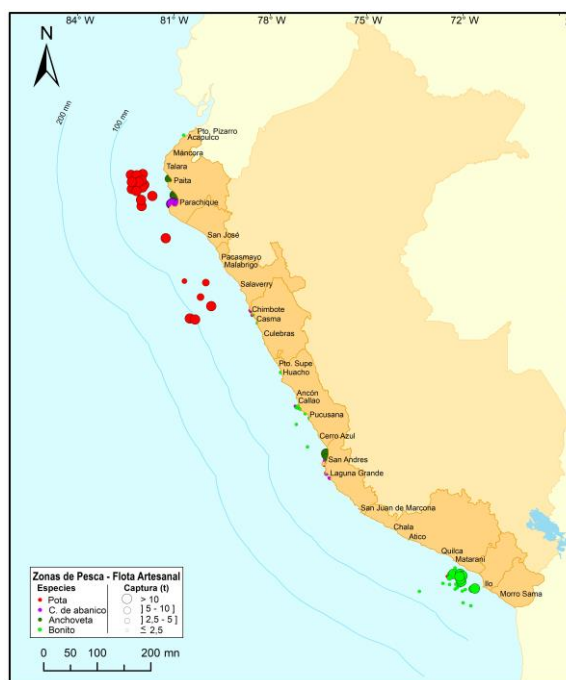 84° W 81°W 78° W 75° W 72° W
N
200 mn
100 mn
Pto. Pizarro
Acapulco
Máncora
Talara
Paita
Parachique
San José
Pacasmayo
Malabrigo
Salaverry
Chimbote
Casma
Culebras
Pto. Supe
Huacho
Ancón
Callao
Pucusana
Cerro Azul
San Andres
Laguna Grande
San Juan de Marcona
Chala
Atico
Quilca
Matarani
Ilo
Morro Sama
Zonas de Pesca - Flota Artesanal
Especies Captura (t)
Pota > 10
C. de abanico ] 5 - 10 ]
Anchoveta ] 2,5 - 5 ]
Bonito ≤ 2,5
0 50 100 200 mn